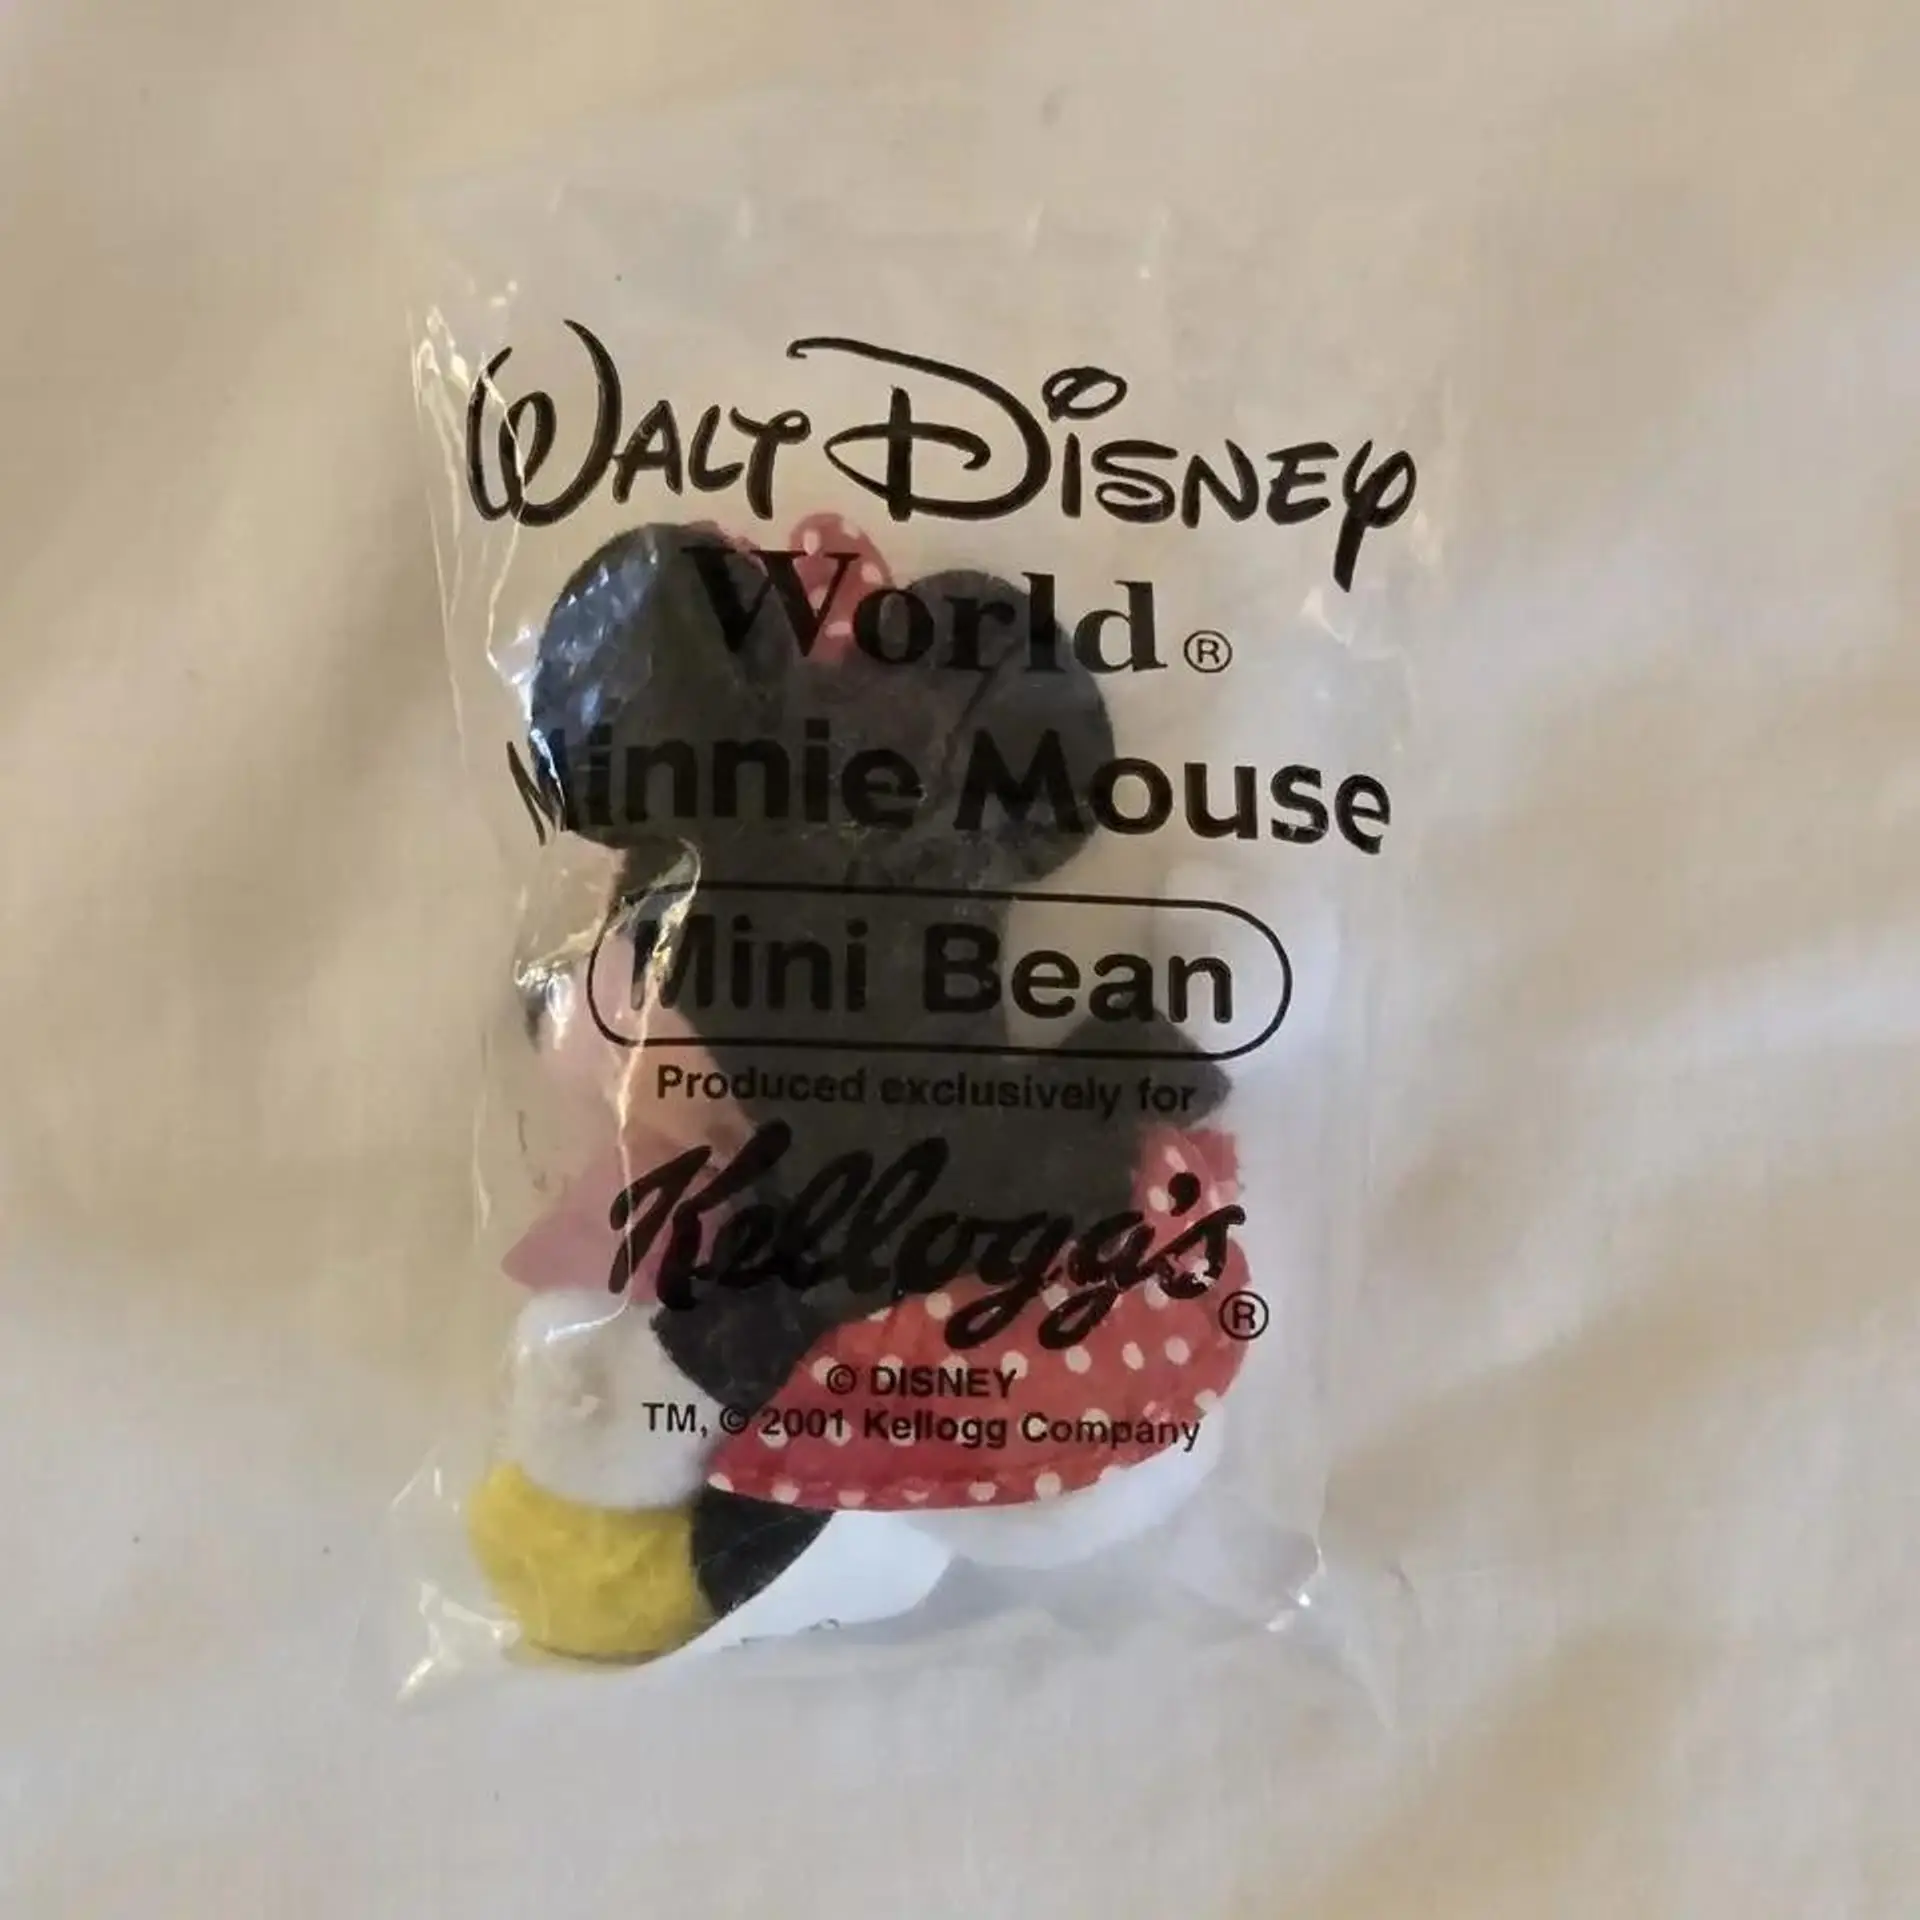 WALT DISNEY
World®
Minnie Mouse
Mini Bean
Produced exclusively for
Kellogg's®
© DISNEY
TM, © 2001 Kellogg Company